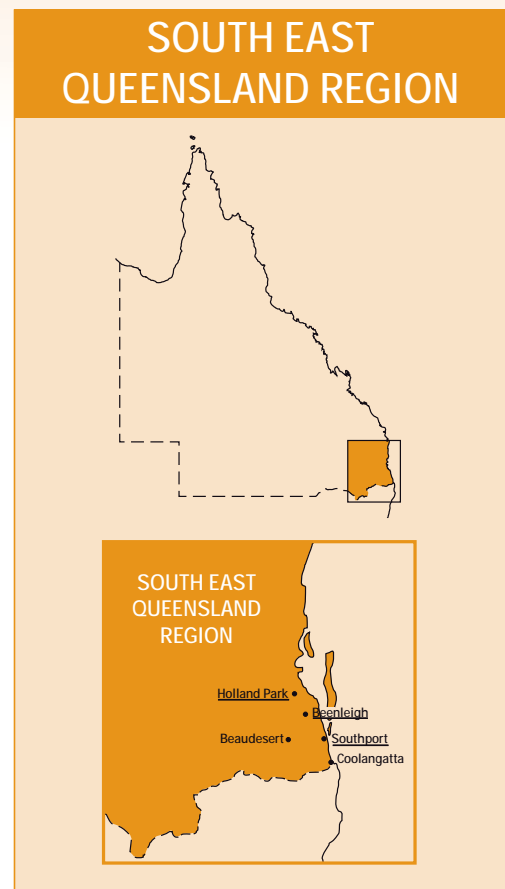 SOUTH EAST
QUEENSLAND REGION
SOUTH EAST
QUEENSLAND
REGION
Holland Park
Beenleigh
Beaudesert
Southport
Coolangatta